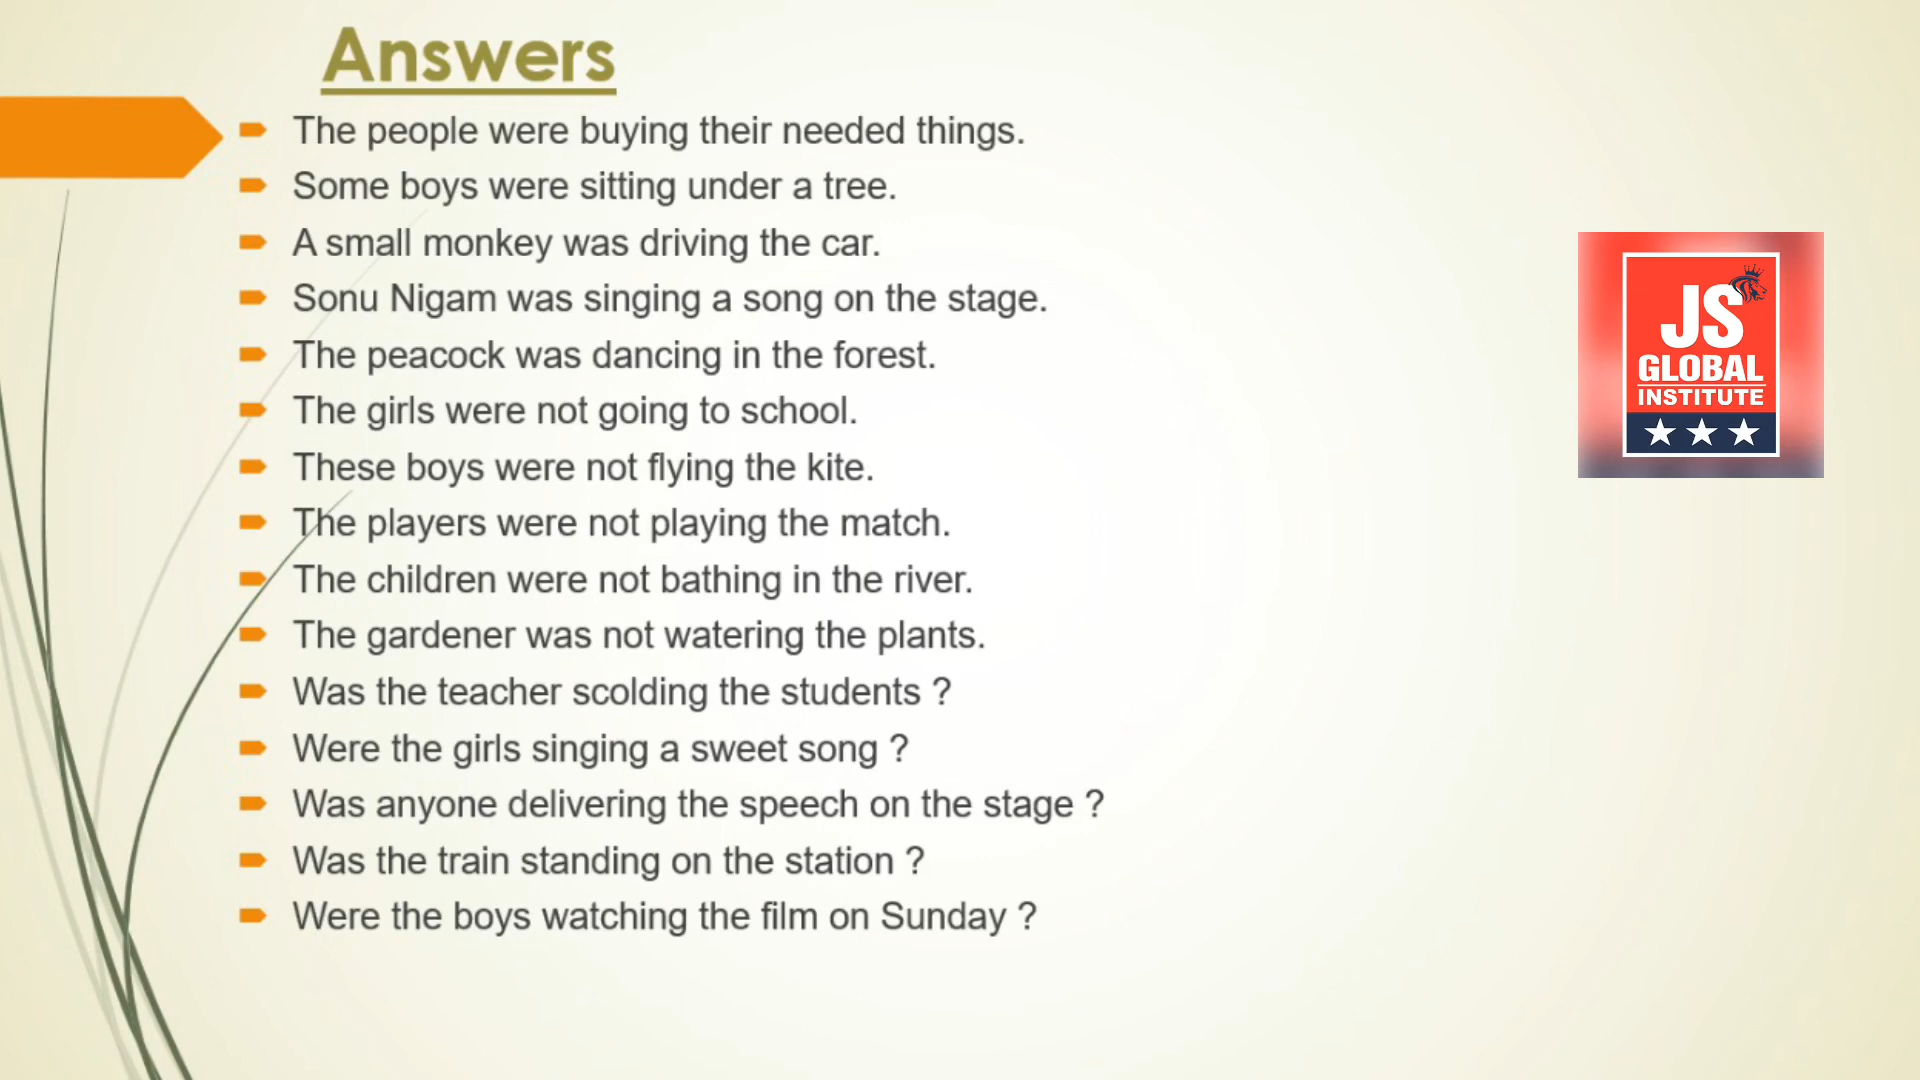 Answers
The people were buying their needed things.
Some boys were sitting under a tree.
A small monkey was driving the car.
Sonu Nigam was singing a song on the stage.
The peacock was dancing in the forest.
The girls were not going to school.
These boys were not flying the kite.
The players were not playing the match.
The children were not bathing in the river.
The gardener was not watering the plants.
Was the teacher scolding the students ?
Were the girls singing a sweet song ?
Was anyone delivering the speech on the stage ?
Was the train standing on the station ?
Were the boys watching the film on Sunday ?
JS
GLOBAL
INSTITUTE